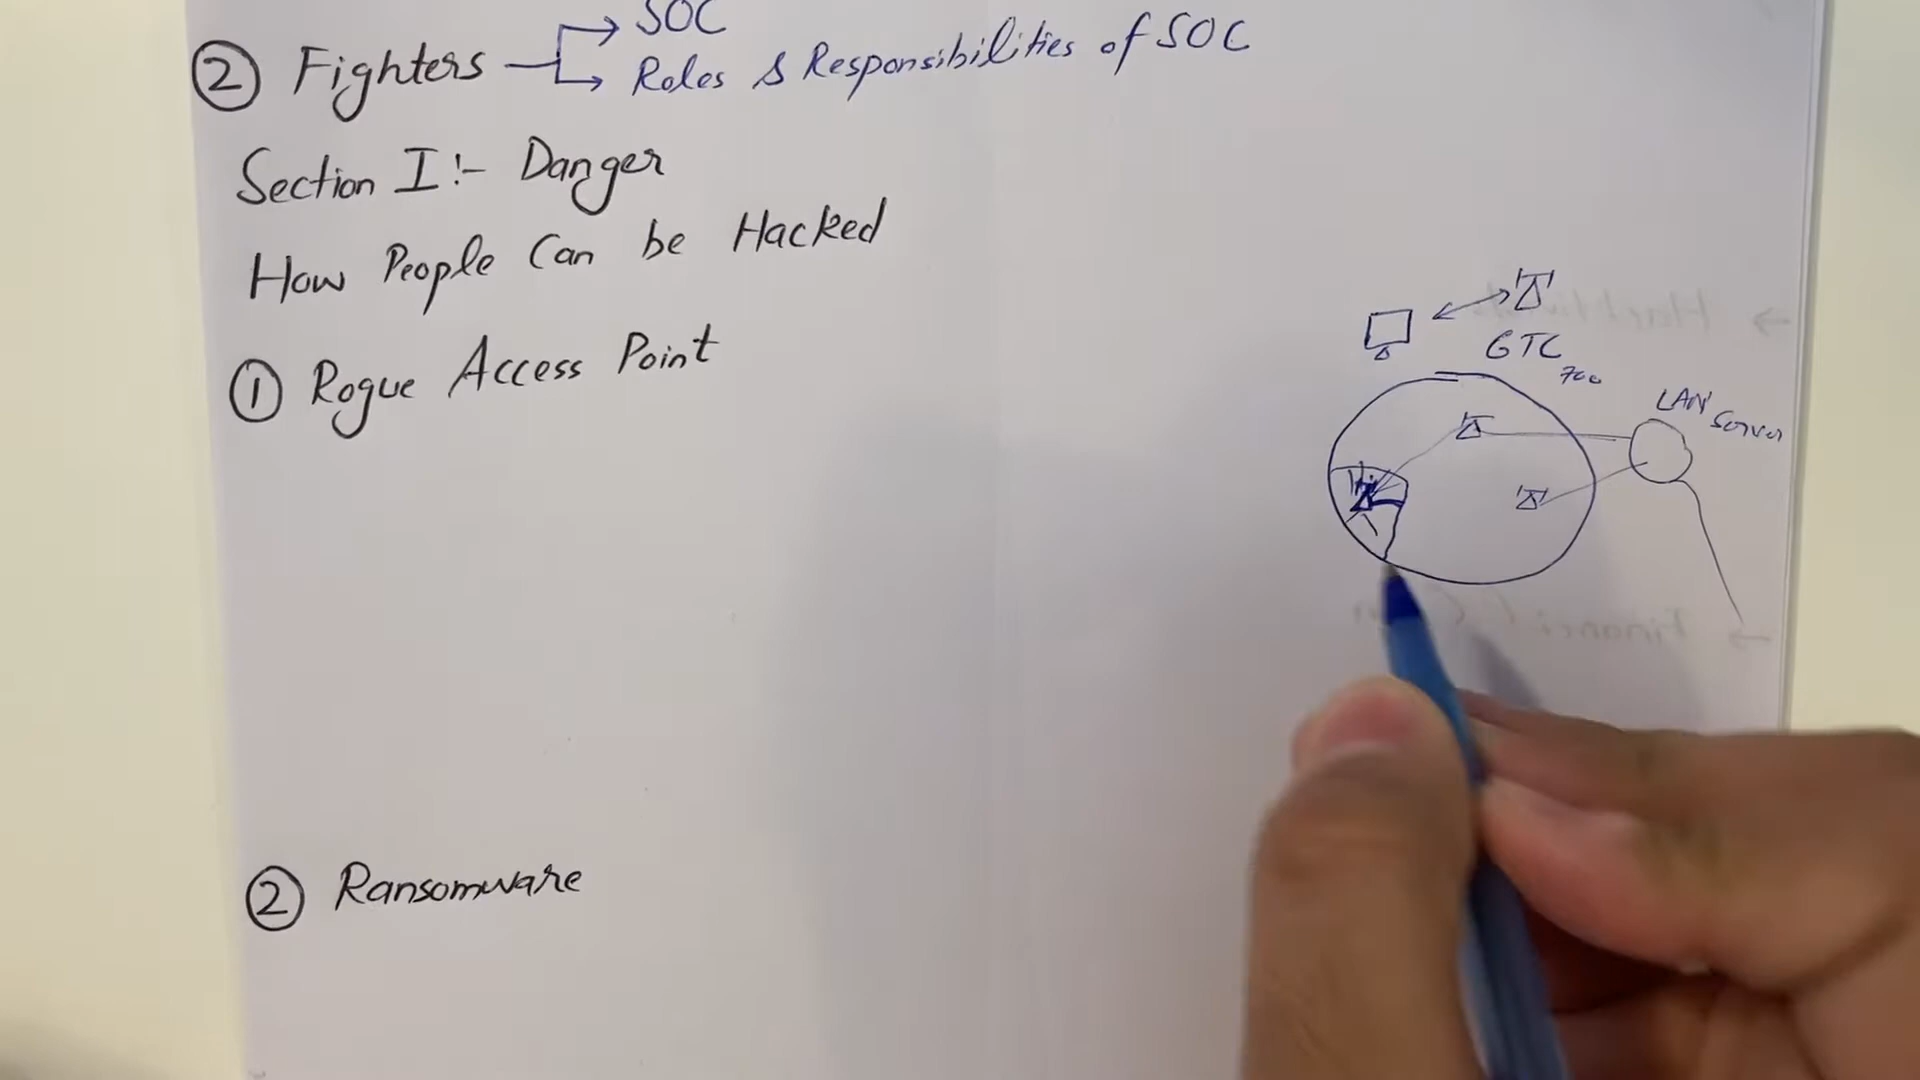 ② Fighters → SOC
→ Roles & Responsibilities of SOC
Section I :- Danger
How People Can be Hacked
① Rogue Access Point
GTC
700
LAN Server
② Ransomware